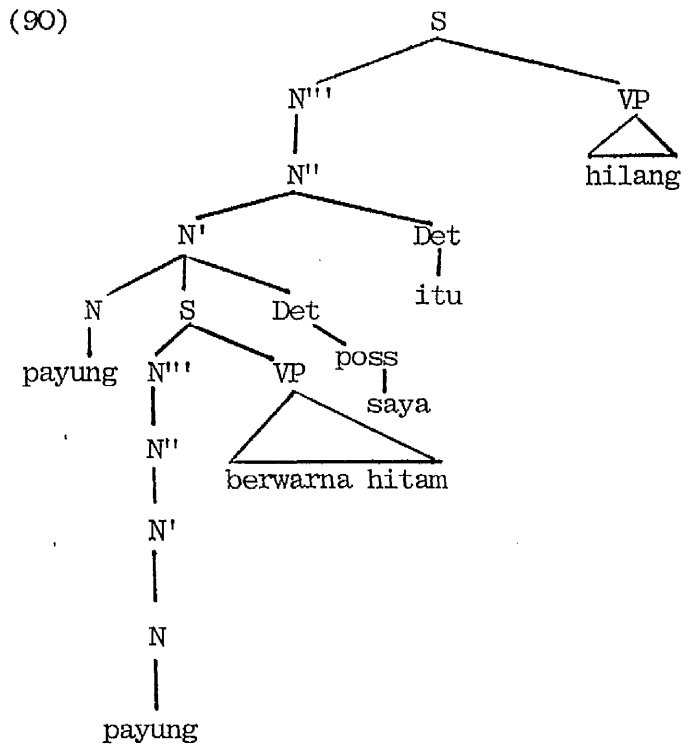 (90)
S
N''' VP
N'' hilang
N' Det
N S Det itu
payung N''' VP poss
saya
N''
berwarna hitam
N'
N
payung